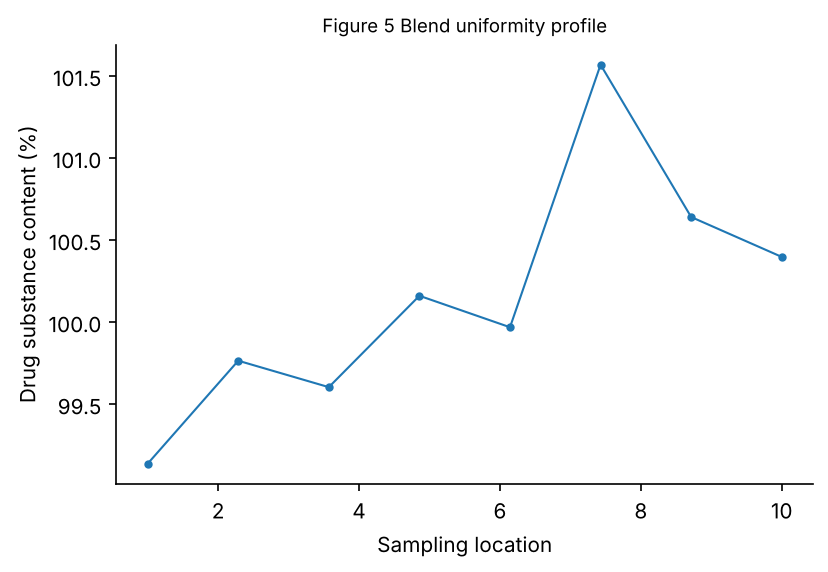 Figure 5 Blend uniformity profile
Drug substance content (%)
101.5
101.0
100.5
100.0
99.5
2 4 6 8 10
Sampling location